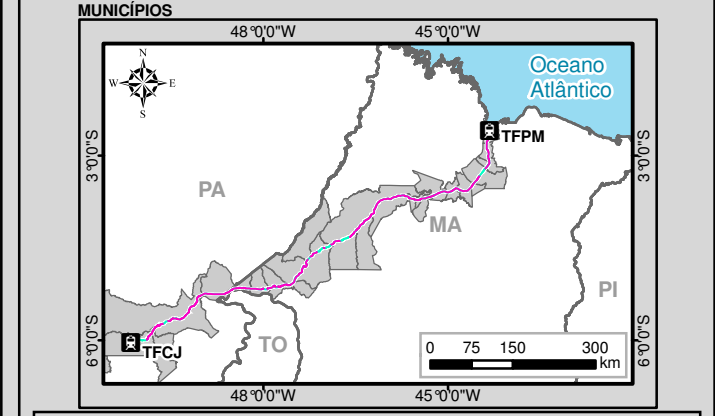 MUNICÍPIOS
48°0'0"W 45°0'0"W
N
W E
S
Oceano
Atlântico
TFPM
3°0'0"S 3°0'0"S
PA
MA
PI
6°0'0"S 6°0'0"S
TFCJ
TO
0 75 150 300
km
48°0'0"W 45°0'0"W